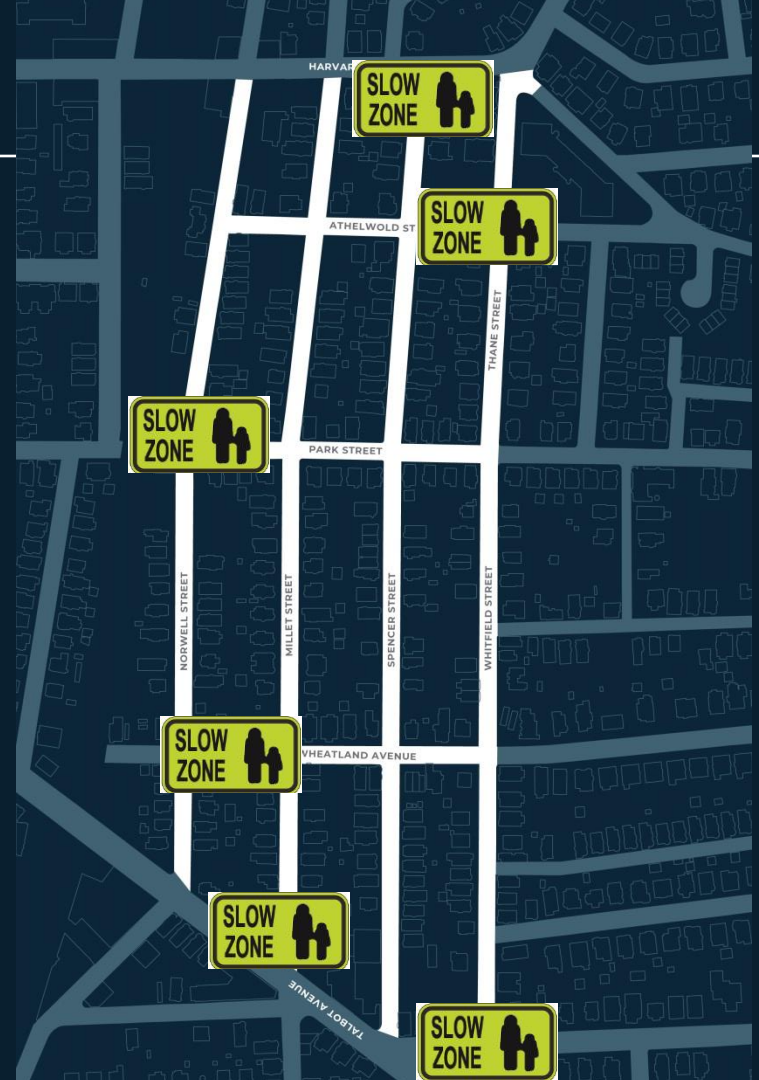 HARVAR
SLOW
ZONE
SLOW
ZONE
ATHELWOLD ST
THANE STREET
SLOW
ZONE
PARK STREET
NORWELL STREET
MILLET STREET
SPENCER STREET
WHITFIELD STREET
SLOW
ZONE
WHEATLAND AVENUE
SLOW
ZONE
TALBOT AVENUE
SLOW
ZONE